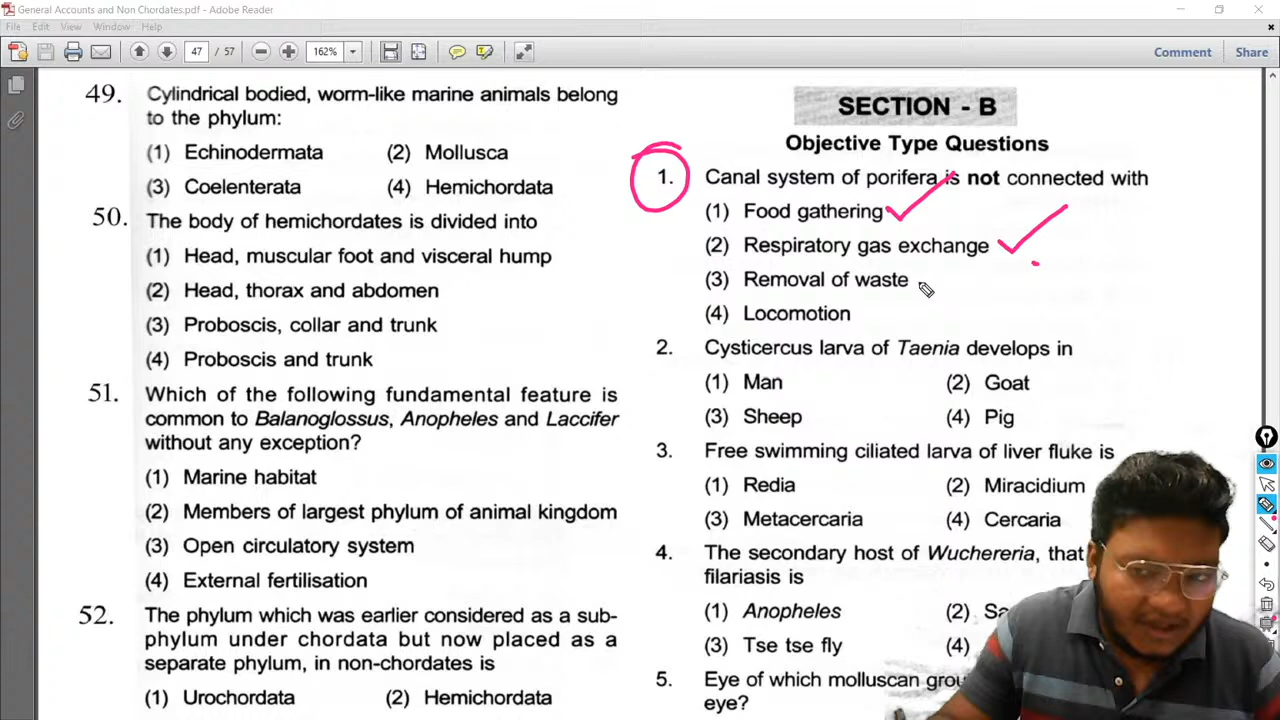 General Accounts and Non Chordates.pdf - Adobe Reader
File Edit View Window Help
47 / 57 162% Comment Share
49. Cylindrical bodied, worm-like marine animals belong
to the phylum:
(1) Echinodermata (2) Mollusca
(3) Coelenterata (4) Hemichordata
50. The body of hemichordates is divided into
(1) Head, muscular foot and visceral hump
(2) Head, thorax and abdomen
(3) Proboscis, collar and trunk
(4) Proboscis and trunk
51. Which of the following fundamental feature is
common to Balanoglossus, Anopheles and Laccifer
without any exception?
(1) Marine habitat
(2) Members of largest phylum of animal kingdom
(3) Open circulatory system
(4) External fertilisation
52. The phylum which was earlier considered as a sub-
phylum under chordata but now placed as a
separate phylum, in non-chordates is
(1) Urochordata (2) Hemichordata
SECTION - B
Objective Type Questions
1. Canal system of porifera is not connected with
(1) Food gathering
(2) Respiratory gas exchange
(3) Removal of waste
(4) Locomotion
2. Cysticercus larva of Taenia develops in
(1) Man (2) Goat
(3) Sheep (4) Pig
3. Free swimming ciliated larva of liver fluke is
(1) Redia (2) Miracidium
(3) Metacercaria (4) Cercaria
4. The secondary host of Wuchereria, that
filariasis is
(1) Anopheles (2)
(3) Tse tse fly (4)
5. Eye of which molluscan
eye?